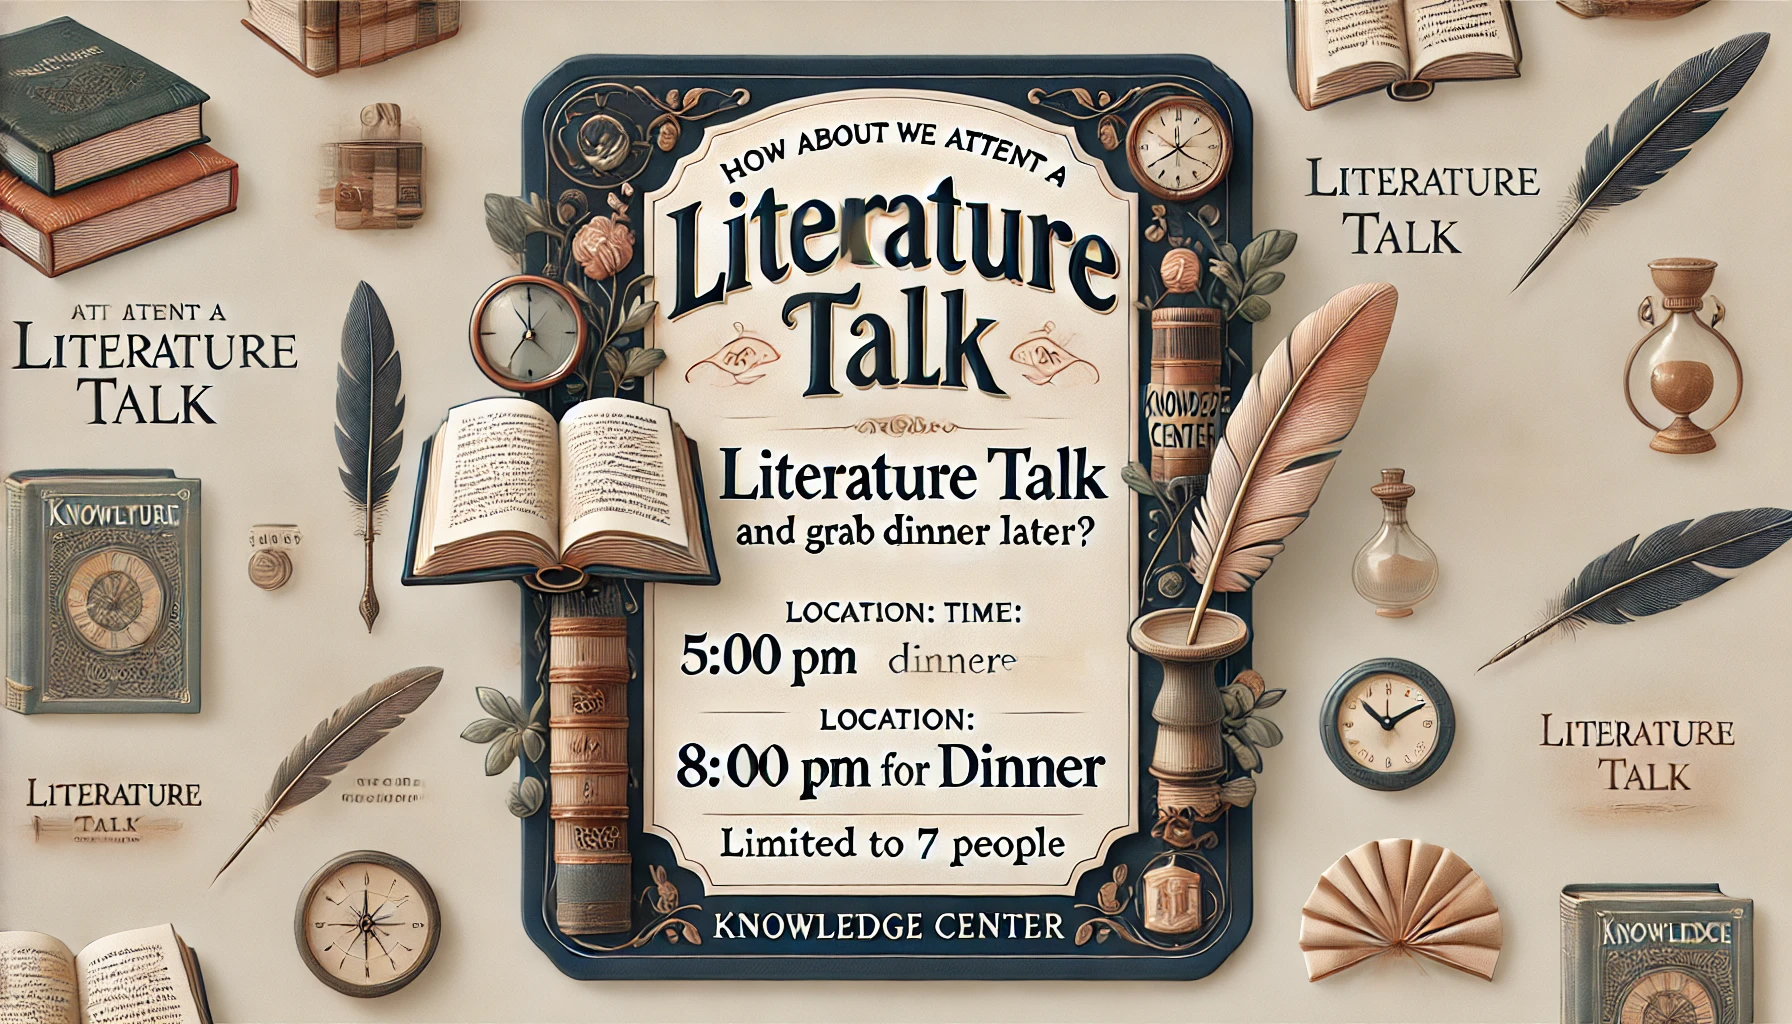 HOW ABOUT WE ATTENT A
Literature
Talk
Literature Talk
and grab dinner later?
LOCATION: TIME:
5:00 pm dinnere
LOCATION:
8:00 pm for Dinner
Limited to 7 people
KNOWLEDGE CENTER
ATT ATENT A
LITERATURE
TALK
KNOWLTURE
LITERATURE
TALK
CENTER
LITERATURE
TALK
LITERATURE
TALK